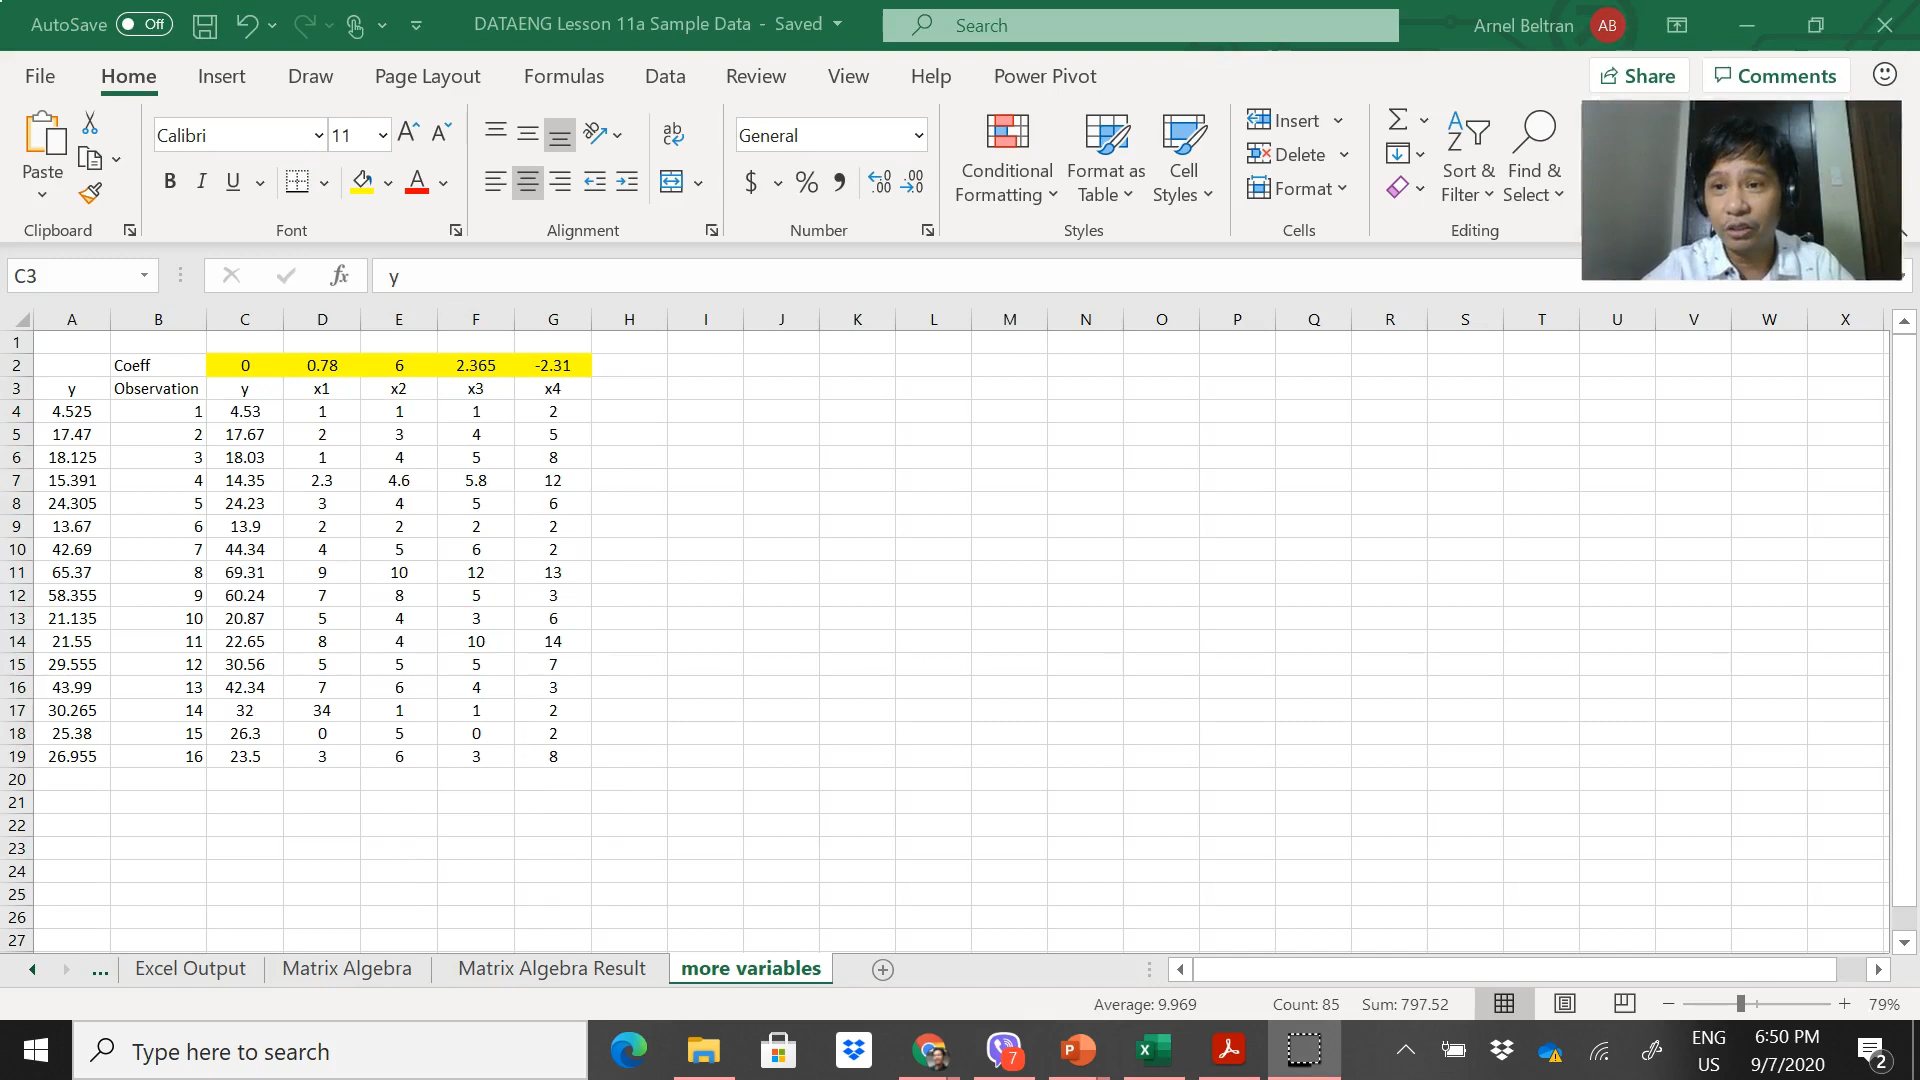 AutoSave Off DATAENG Lesson 11a Sample Data - Saved Search Arnel Beltran AB
File Home Insert Draw Page Layout Formulas Data Review View Help Power Pivot Share Comments
Paste Calibri 11 A A ab General Conditional Formatting Format as Table Cell Styles Insert Delete Format Sort & Filter Find & Select
B I U A $ % 9 .00 .00
Clipboard Font Alignment Number Styles Cells Editing
C3 fx y
A B C D E F G H I J K L M N O P Q R S T U V W X
1
2 Coeff 0 0.78 6 2.365 -2.31
3 y Observation y x1 x2 x3 x4
4 4.525 1 4.53 1 1 1 2
5 17.47 2 17.67 2 3 4 5
6 18.125 3 18.03 1 4 5 8
7 15.391 4 14.35 2.3 4.6 5.8 12
8 24.305 5 24.23 3 4 5 6
9 13.67 6 13.9 2 2 2 2
10 42.69 7 44.34 4 5 6 2
11 65.37 8 69.31 9 10 12 13
12 58.355 9 60.24 7 8 5 3
13 21.135 10 20.87 5 4 3 6
14 21.55 11 22.65 8 4 10 14
15 29.555 12 30.56 5 5 5 7
16 43.99 13 42.34 7 6 4 3
17 30.265 14 32 34 1 1 2
18 25.38 15 26.3 0 5 0 2
19 26.955 16 23.5 3 6 3 8
20
21
22
23
24
25
26
27
... Excel Output Matrix Algebra Matrix Algebra Result more variables
Average: 9.969 Count: 85 Sum: 797.52 79%
Type here to search 7 ENG 6:50 PM
US 9/7/2020 2